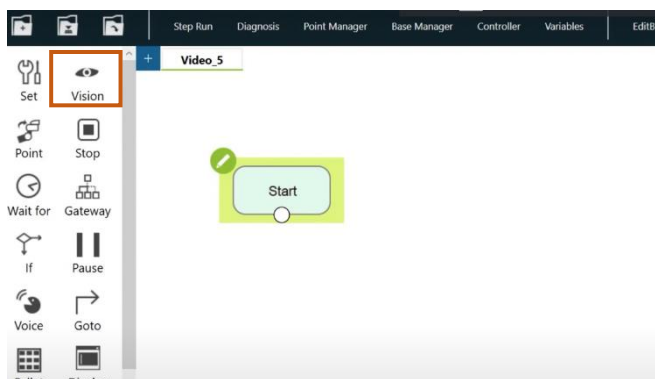 Step Run Diagnosis Point Manager Base Manager Controller Variables
+ Video_5
Set Vision
Point Stop
Start
Wait for Gateway
If Pause
Voice Goto